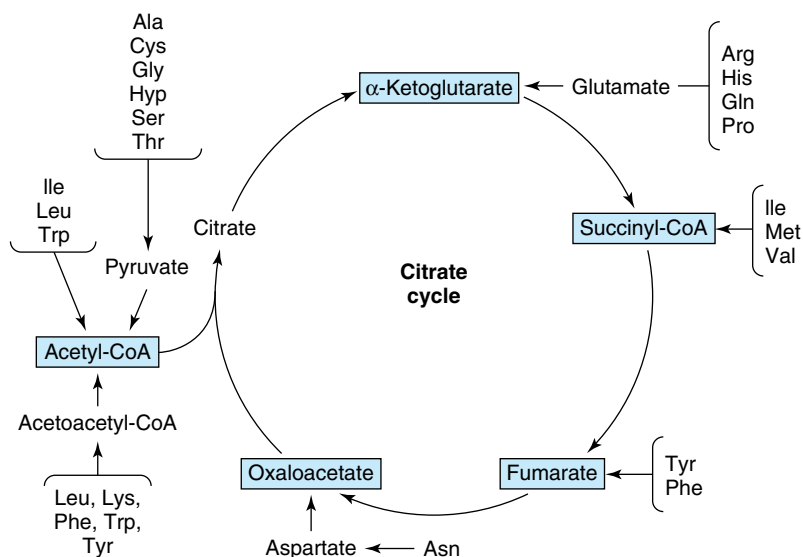 Ala
Cys
Gly
Hyp
Ser
Thr
Ile
Leu
Trp
Pyruvate
Citrate
Acetyl-CoA
Acetoacetyl-CoA
Leu, Lys,
Phe, Trp,
Tyr
α-Ketoglutarate
Glutamate
Arg
His
Gln
Pro
Succinyl-CoA
Ile
Met
Val
Citrate
cycle
Oxaloacetate
Fumarate
Tyr
Phe
Aspartate
Asn